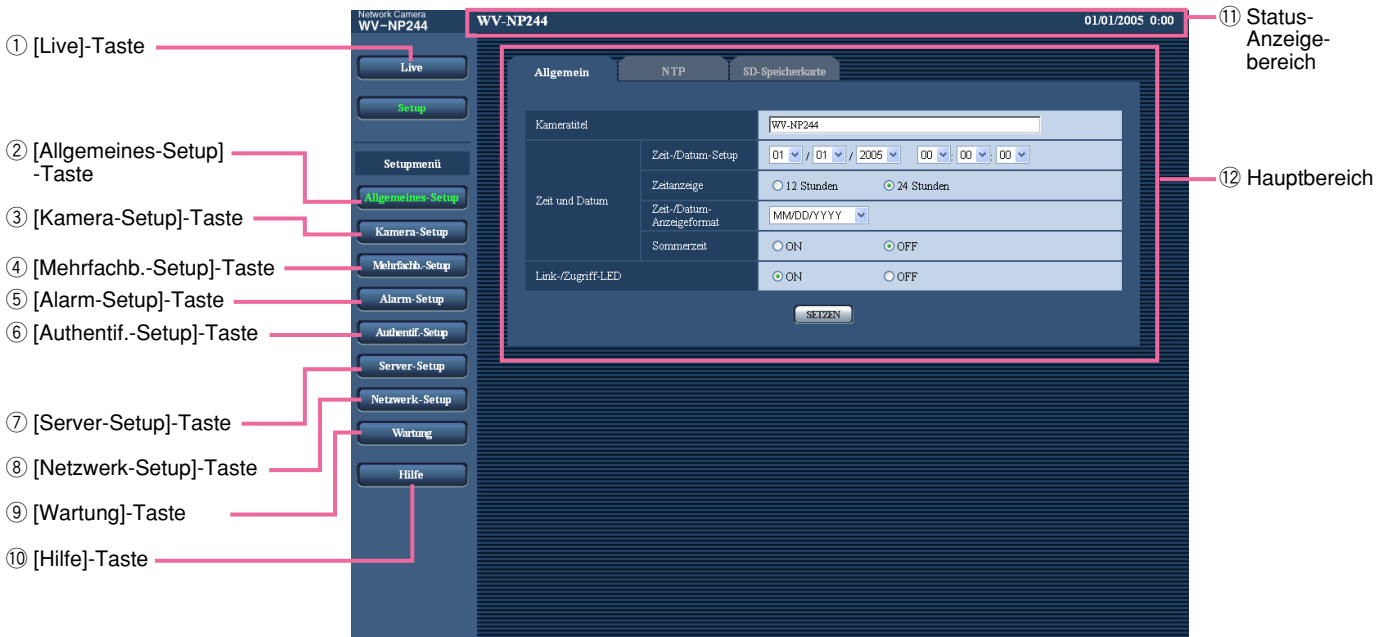 ① [Live]-Taste
② [Allgemeines-Setup]
-Taste
③ [Kamera-Setup]-Taste
④ [Mehrfachb.-Setup]-Taste
⑤ [Alarm-Setup]-Taste
⑥ [Authentif.-Setup]-Taste
⑦ [Server-Setup]-Taste
⑧ [Netzwerk-Setup]-Taste
⑨ [Wartung]-Taste
⑩ [Hilfe]-Taste
Network Camera
WV-NP244
Live
Setup
Setupmenü
Allgemeines-Setup
Kamera-Setup
Mehrfachb.-Setup
Alarm-Setup
Authentif.-Setup
Server-Setup
Netzwerk-Setup
Wartung
Hilfe
WV-NP244 01/01/2005 0:00
Allgemein NTP SD-Speicherkarte
Kameratitel WV-NP244
Zeit und Datum
Zeit-/Datum-Setup 01 / 01 / 2005 00 : 00 : 00
Zeitanzeige 12 Stunden 24 Stunden
Zeit-/Datum-
Anzeigeformat MM/DD/YYYY
Sommerzeit ON OFF
Link-/Zugriff-LED ON OFF
SETZEN
⑪ Status-
Anzeige-
bereich
⑫ Hauptbereich